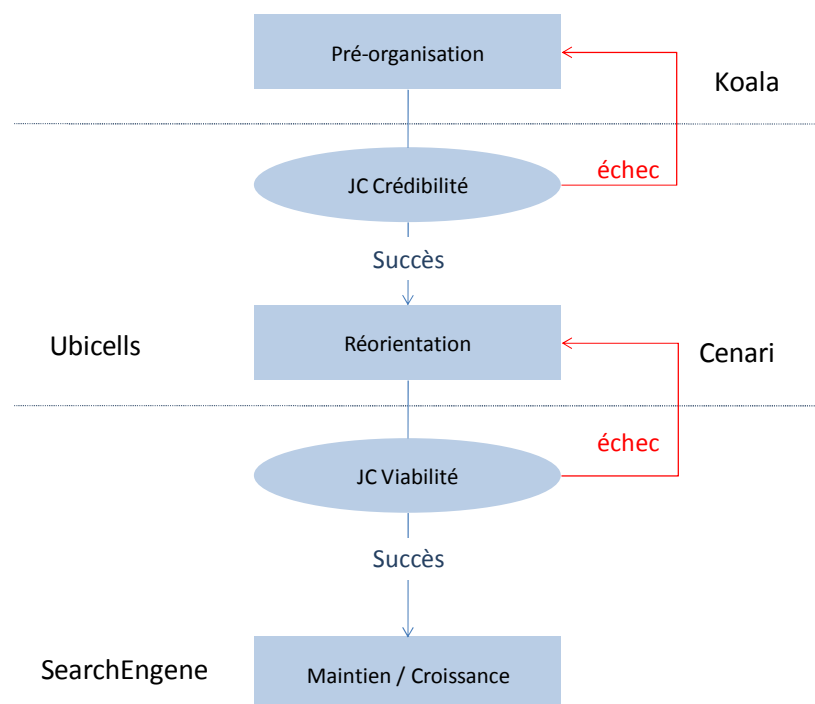 Pré-organisation
Koala
JC Crédibilité
échec
Succès
Ubicells
Réorientation
Cenari
échec
JC Viabilité
Succès
SearchEngene
Maintien / Croissance